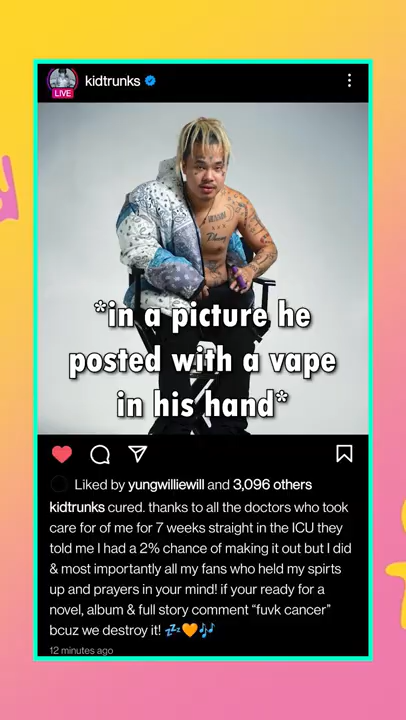 kidtrunks
LIVE
*in a picture he
posted with a vape
in his hand*
Liked by yungwilliewill and 3,096 others
kidtrunks cured. thanks to all the doctors who took
care for of me for 7 weeks straight in the ICU they
told me I had a 2% chance of making it out but I did
& most importantly all my fans who held my spirts
up and prayers in your mind! if your ready for a
novel, album & full story comment “fuvk cancer”
bcuz we destroy it! 💤🧡🎶
12 minutes ago